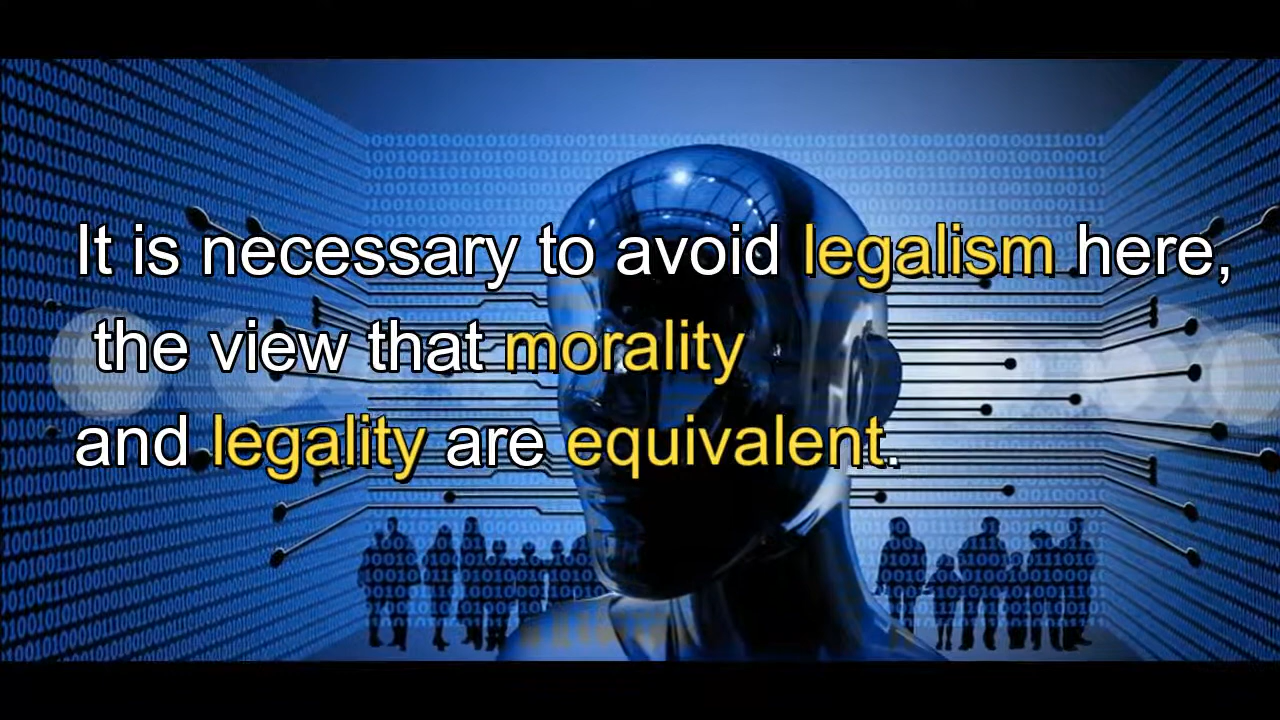 It is necessary to avoid legalism here,
the view that morality
and legality are equivalent.